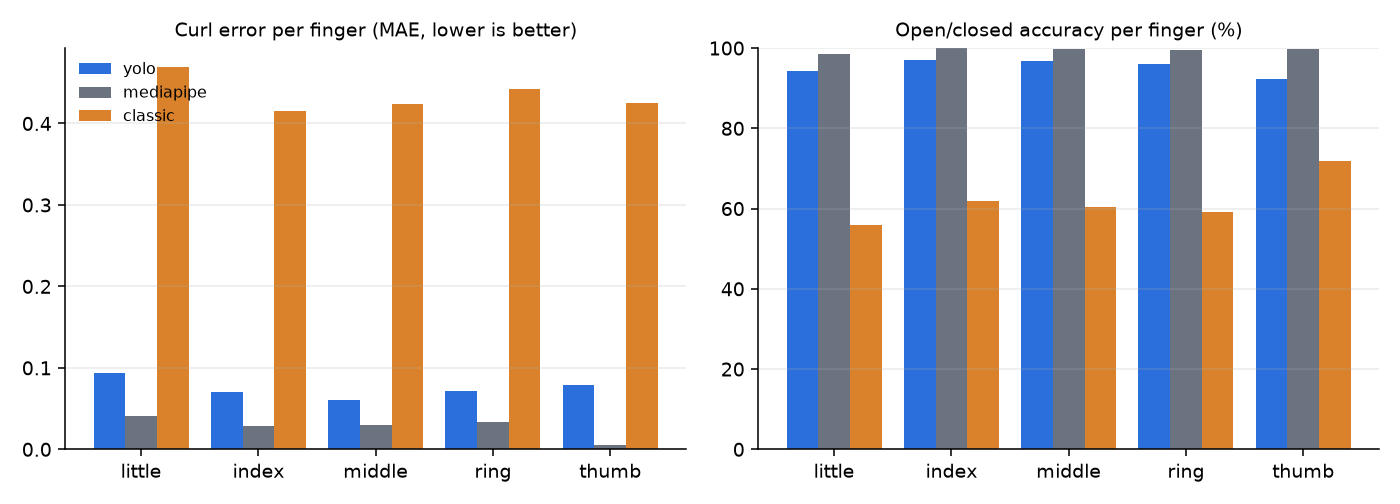 Curl error per finger (MAE, lower is better)
yolo
mediapipe
classic
0.4
0.3
0.2
0.1
0.0
little index middle ring thumb
Open/closed accuracy per finger (%)
100
80
60
40
20
0
little index middle ring thumb